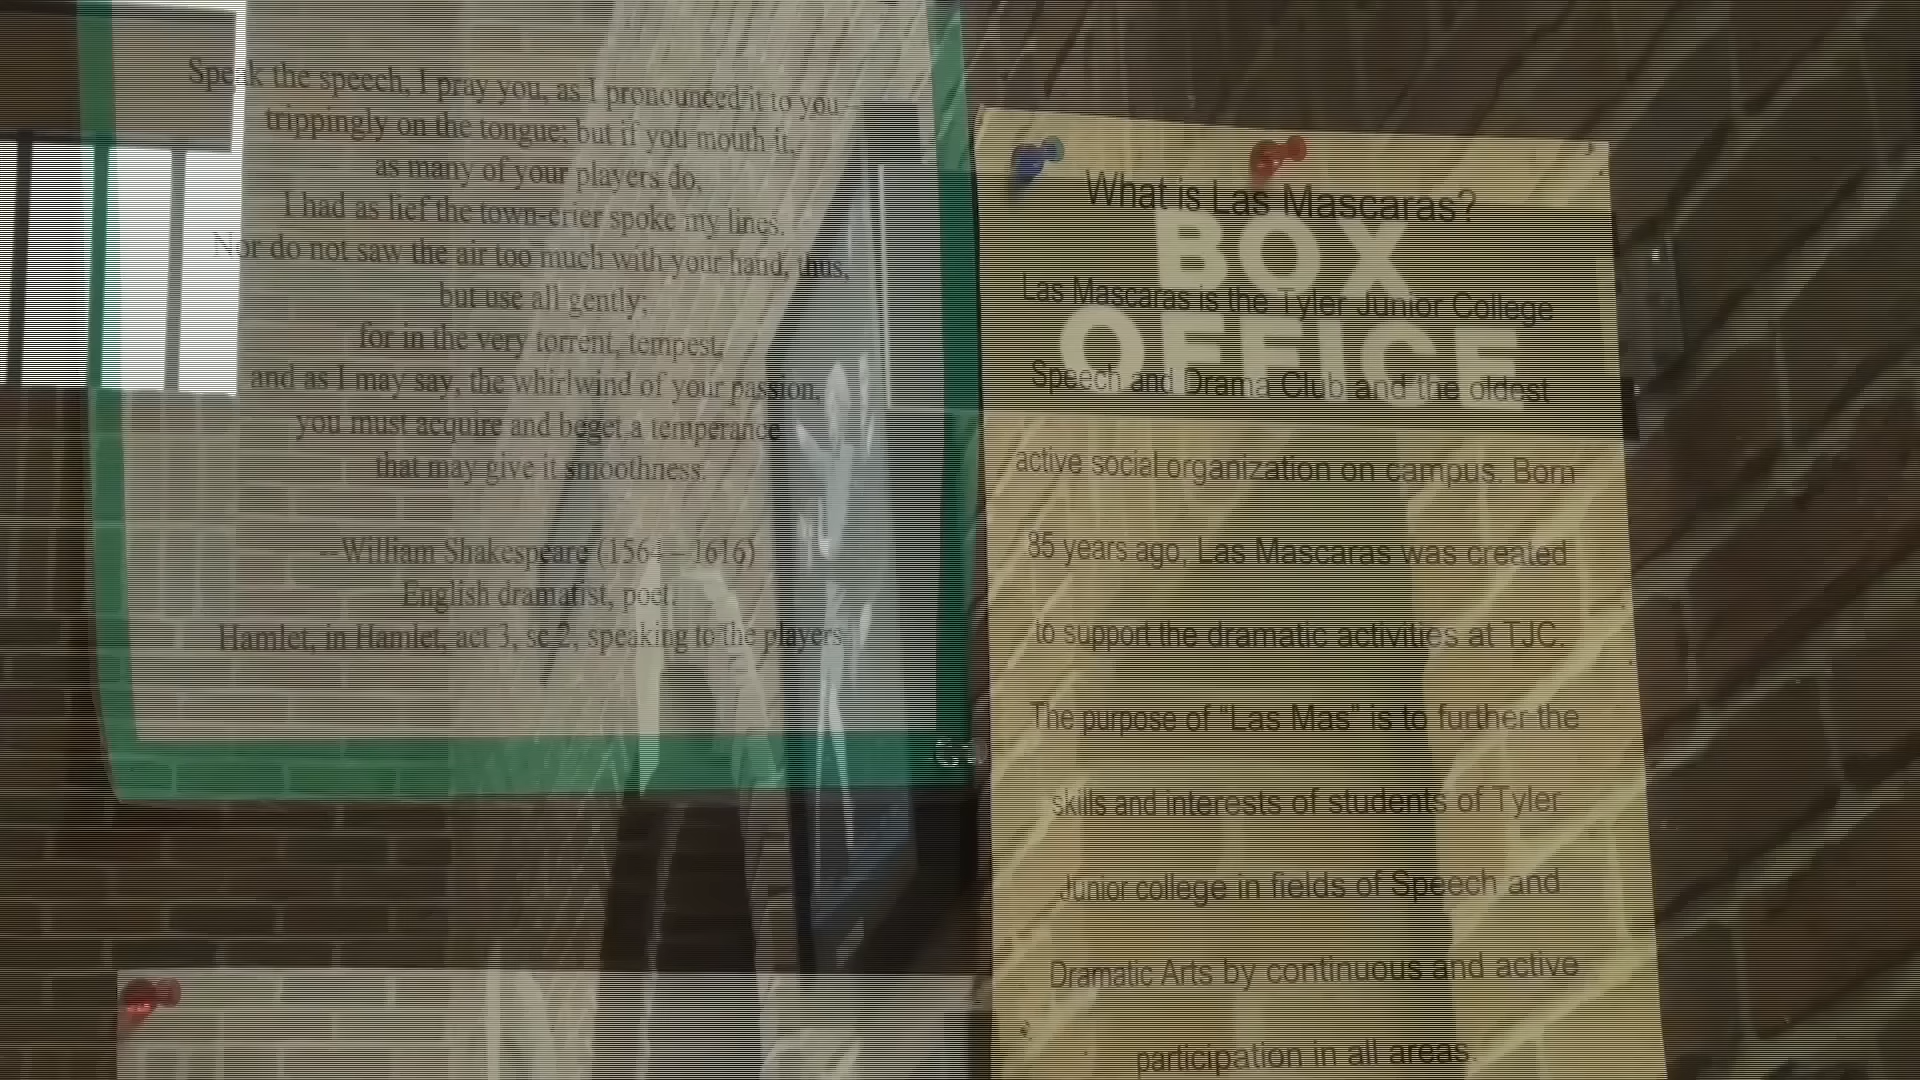 Speak the speech, I pray you, as I pronounced it to you
trippingly on the tongue; but if you mouth it,
as many of your players do,
I had as lief the town-crier spoke my lines.
Nor do not saw the air too much with your hand, thus,
but use all gently;
for in the very torrent, tempest,
and as I may say, the whirlwind of your passion,
you must acquire and beget a temperance
that may give it smoothness.
--William Shakespeare (1564 – 1616)
English dramatist, poet.
Hamlet, in Hamlet, act 3, sc 2, speaking to the players
What is Las Mascaras?
Las Mascaras is the Tyler Junior College
Speech and Drama Club and the oldest
active social organization on campus. Born
85 years ago, Las Mascaras was created
to support the dramatic activities at TJC.
The purpose of "Las Mas" is to further the
skills and interests of students of Tyler
Junior college in fields of Speech and
Dramatic Arts by continuous and active
participation in all areas.
BOX
OFFICE